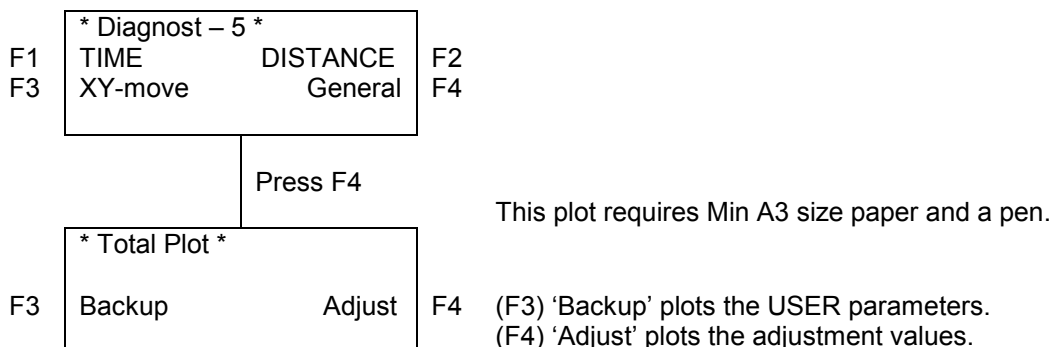 * Diagnost – 5 *
F1 TIME DISTANCE F2
F3 XY-move General F4
Press F4
This plot requires Min A3 size paper and a pen.
* Total Plot *
F3 Backup Adjust F4 (F3) ‘Backup’ plots the USER parameters.
(F4) ‘Adjust’ plots the adjustment values.